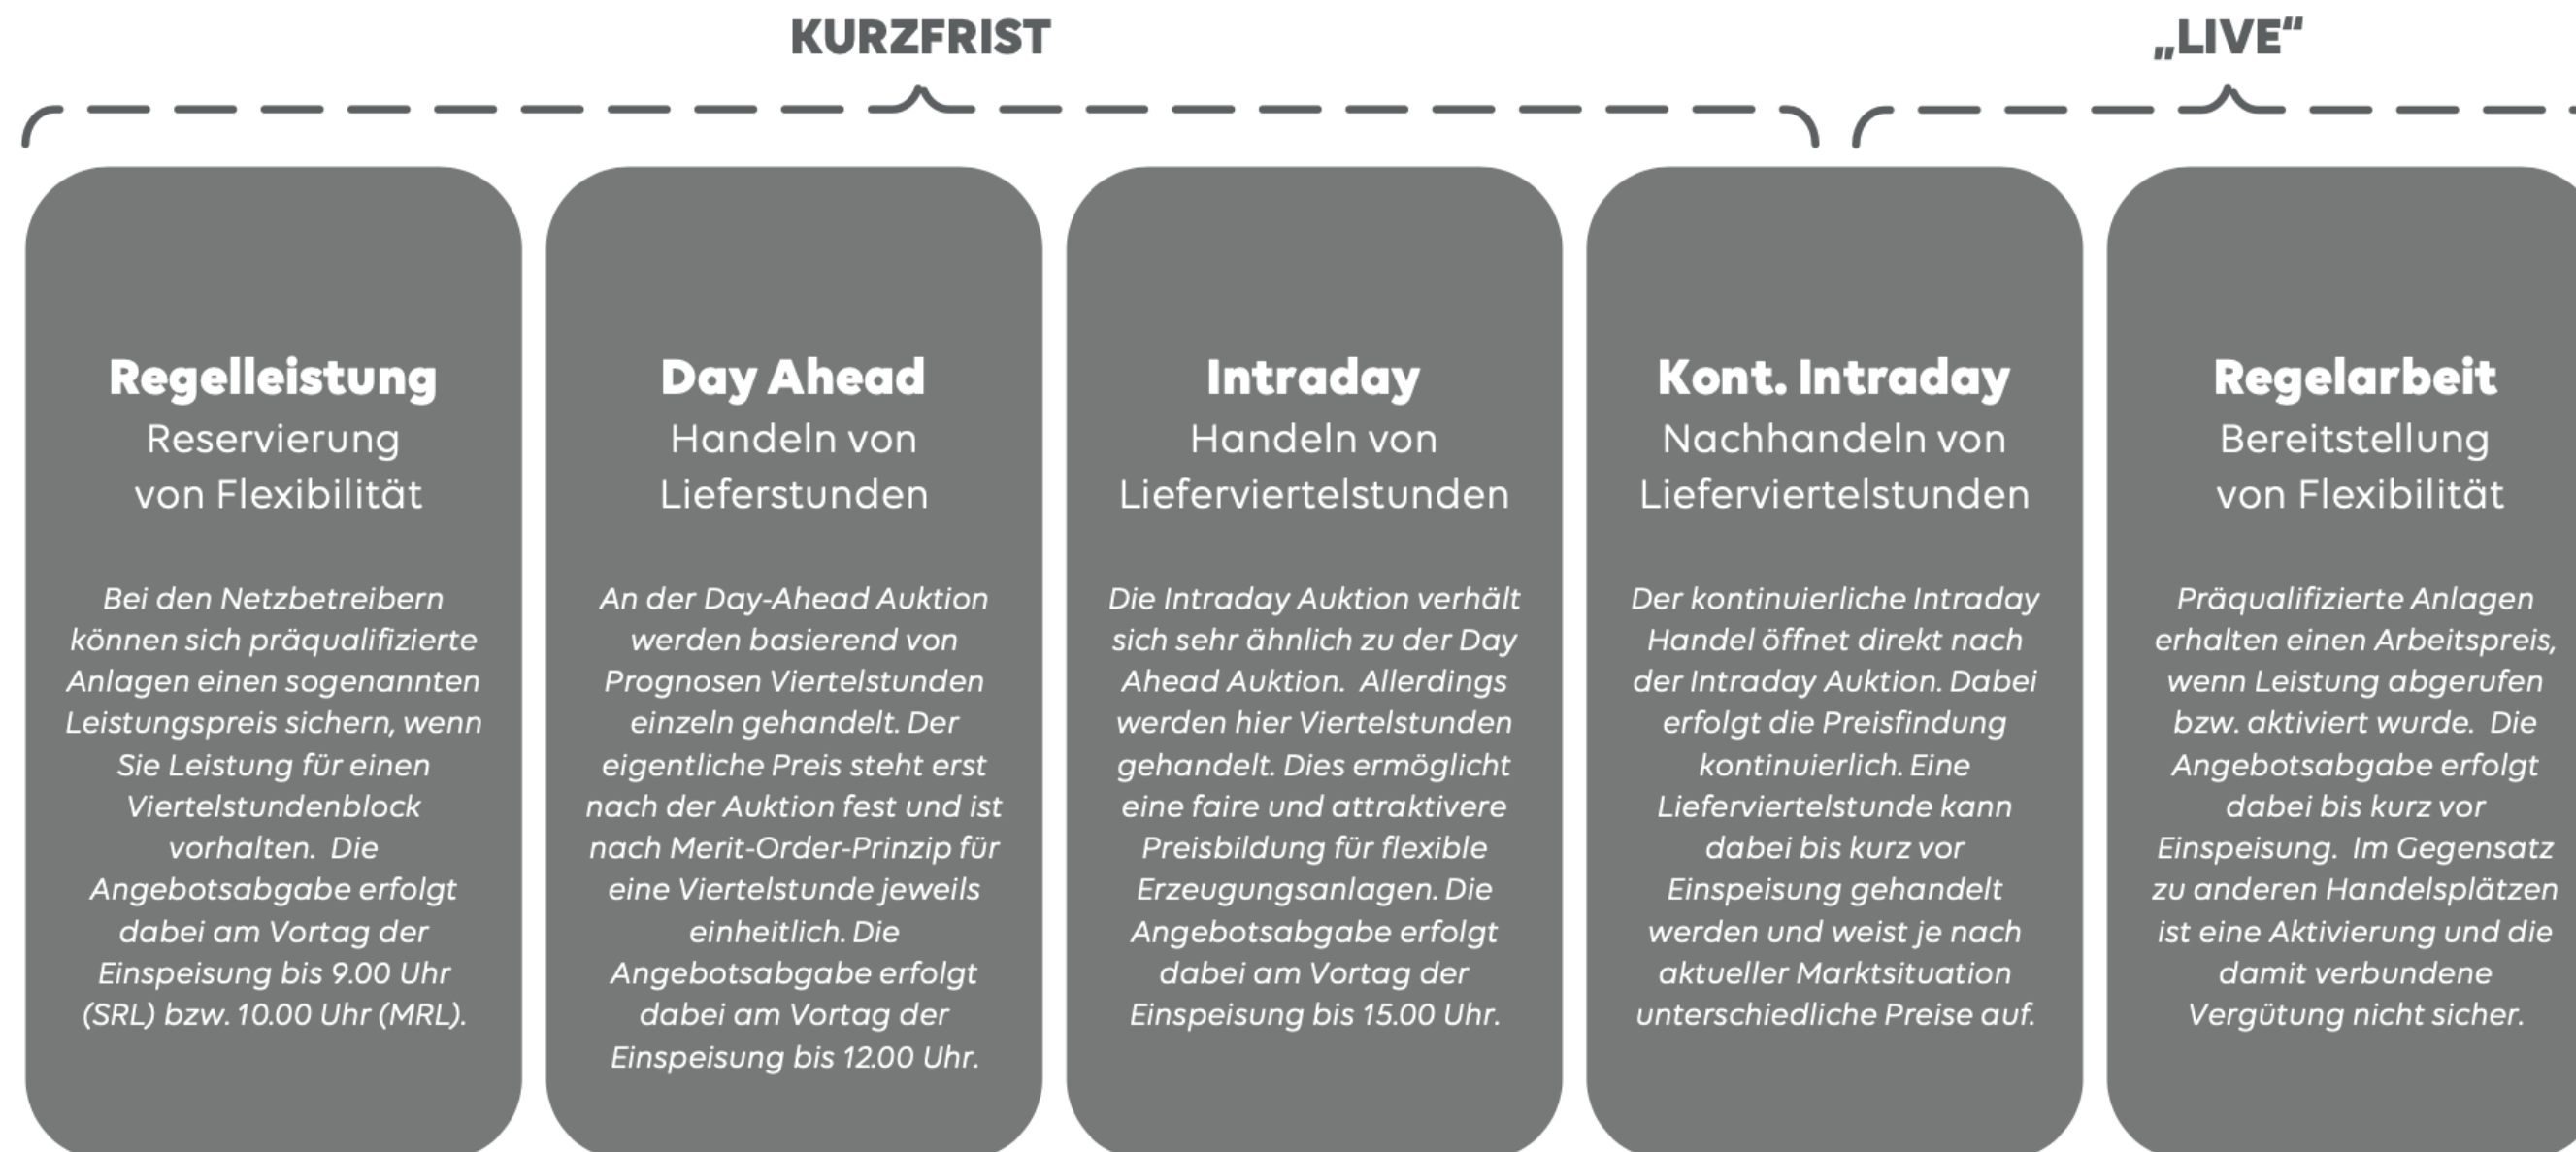 KURZFRIST
„LIVE“
Regelleistung
Reservierung
von Flexibilität
Bei den Netzbetreibern
können sich präqualifizierte
Anlagen einen sogenannten
Leistungspreis sichern, wenn
Sie Leistung für einen
Viertelstundenblock
vorhalten.  Die
Angebotsabgabe erfolgt
dabei am Vortag der
Einspeisung bis 9.00 Uhr
(SRL) bzw. 10.00 Uhr (MRL).
Day Ahead
Handeln von
Lieferstunden
An der Day-Ahead Auktion
werden basierend von
Prognosen Viertelstunden
einzeln gehandelt. Der
eigentliche Preis steht erst
nach der Auktion fest und ist
nach Merit-Order-Prinzip für
eine Viertelstunde jeweils
einheitlich. Die
Angebotsabgabe erfolgt
dabei am Vortag der
Einspeisung bis 12.00 Uhr.
Intraday
Handeln von
Lieferviertelstunden
Die Intraday Auktion verhält
sich sehr ähnlich zu der Day
Ahead Auktion.  Allerdings
werden hier Viertelstunden
gehandelt. Dies ermöglicht
eine faire und attraktivere
Preisbildung für flexible
Erzeugungsanlagen. Die
Angebotsabgabe erfolgt
dabei am Vortag der
Einspeisung bis 15.00 Uhr.
Kont. Intraday
Nachhandeln von
Lieferviertelstunden
Der kontinuierliche Intraday
Handel öffnet direkt nach
der Intraday Auktion. Dabei
erfolgt die Preisfindung
kontinuierlich. Eine
Lieferviertelstunde kann
dabei bis kurz vor
Einspeisung gehandelt
werden und weist je nach
aktueller Marktsituation
unterschiedliche Preise auf.
Regelarbeit
Bereitstellung
von Flexibilität
Präqualifizierte Anlagen
erhalten einen Arbeitspreis,
wenn Leistung abgerufen
bzw. aktiviert wurde.  Die
Angebotsabgabe erfolgt
dabei bis kurz vor
Einspeisung.  Im Gegensatz
zu anderen Handelsplätzen
ist eine Aktivierung und die
damit verbundene
Vergütung nicht sicher.